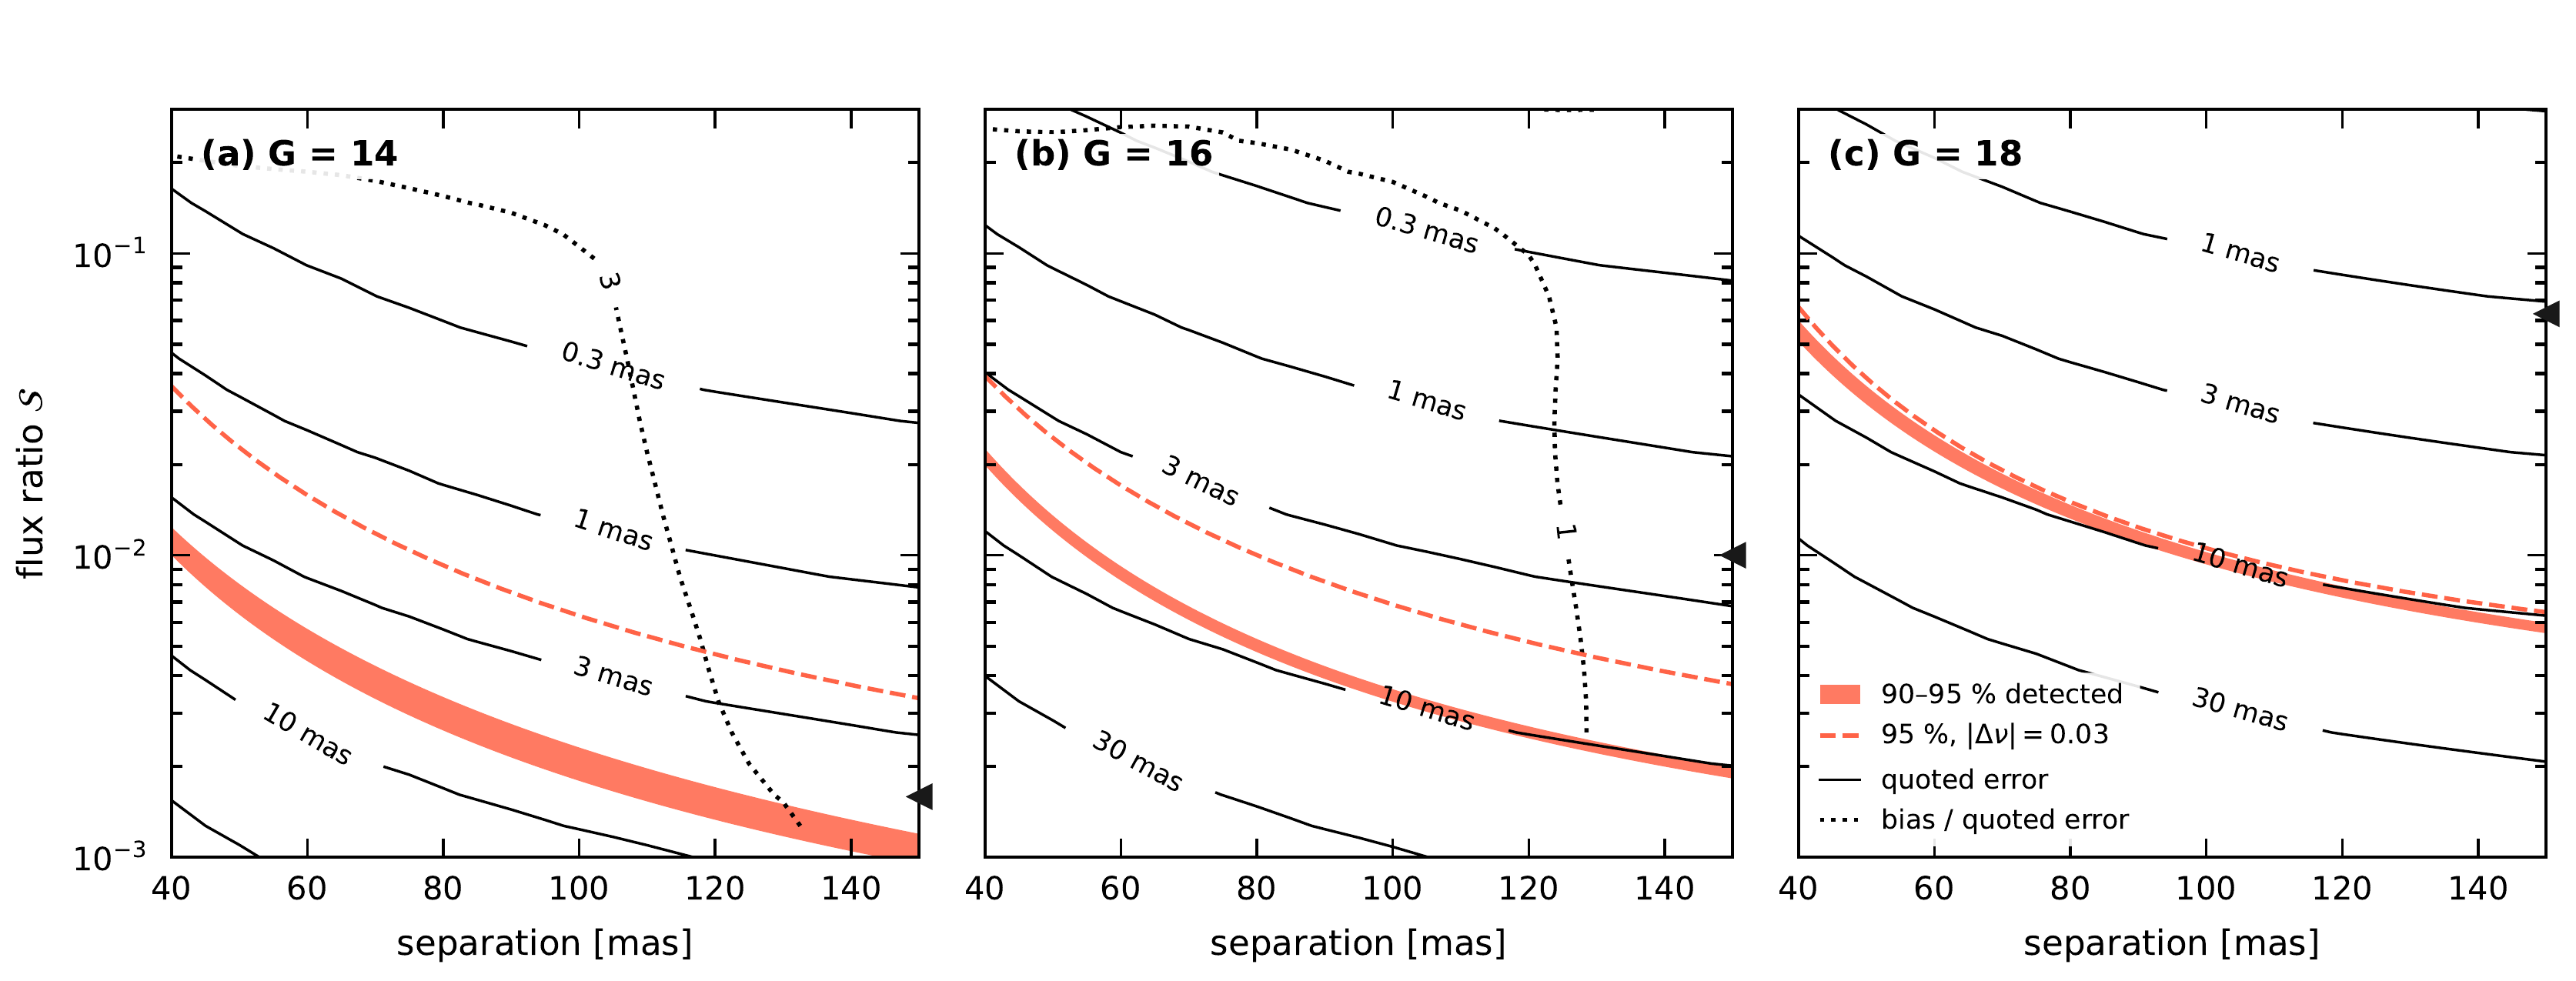 (a) G = 14
(b) G = 16
(c) G = 18
flux ratio 𝒮
10⁻¹
10⁻²
10⁻³
3
0.3 mas
1 mas
3 mas
10 mas
0.3 mas
1 mas
3 mas
1
10 mas
30 mas
1 mas
3 mas
10 mas
30 mas
90–95 % detected
95 %, |Δν| = 0.03
quoted error
bias / quoted error
40 60 80 100 120 140
40 60 80 100 120 140
40 60 80 100 120 140
separation [mas]
separation [mas]
separation [mas]